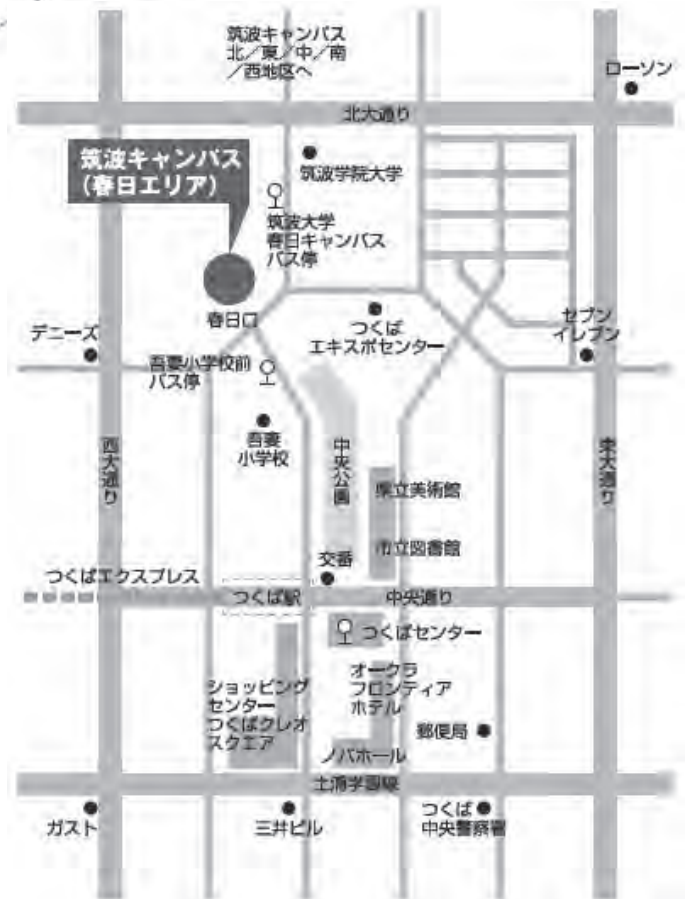 筑波キャンパス
北/東/中/南
/西地区へ
ローソン
北大通り
筑波キャンパス
(春日エリア)
筑波学院大学
筑波大学
春日キャンパス
バス停
春日口
つくば
エキスポセンター
セブン
イレブン
デニーズ
吾妻小学校前
バス停
吾妻
小学校
西大通り
中央公園
県立美術館
東大通り
市立図書館
交番
つくばエクスプレス
つくば駅
中央通り
つくばセンター
ショッピング
センター
つくばクレオ
スクエア
オークラ
フロンティア
ホテル
郵便局
ノバホール
土浦学園線
ガスト
三井ビル
つくば
中央警察署